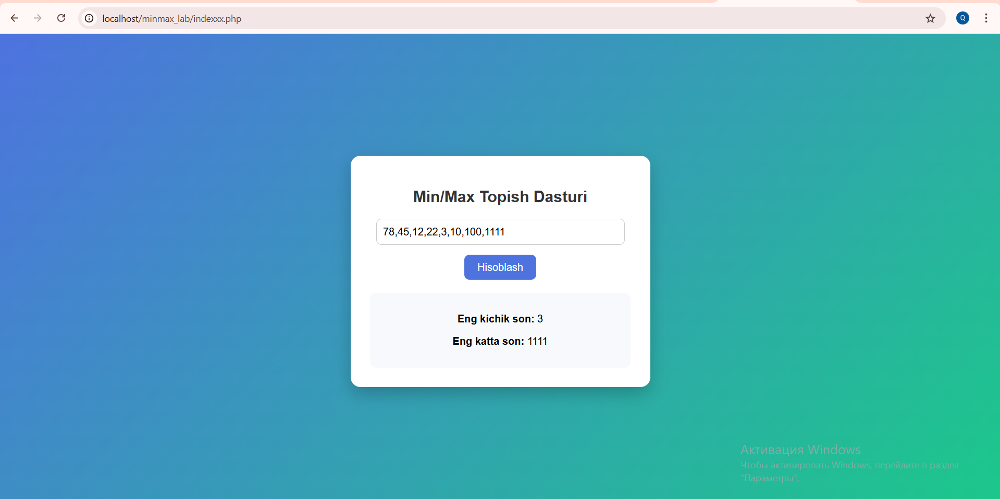 localhost/minmax_lab/indexxx.php
Q
Min/Max Topish Dasturi
78,45,12,22,3,10,100,1111
Hisoblash
Eng kichik son: 3
Eng katta son: 1111
Активация Windows
Чтобы активировать Windows, перейдите в раздел
"Параметры".